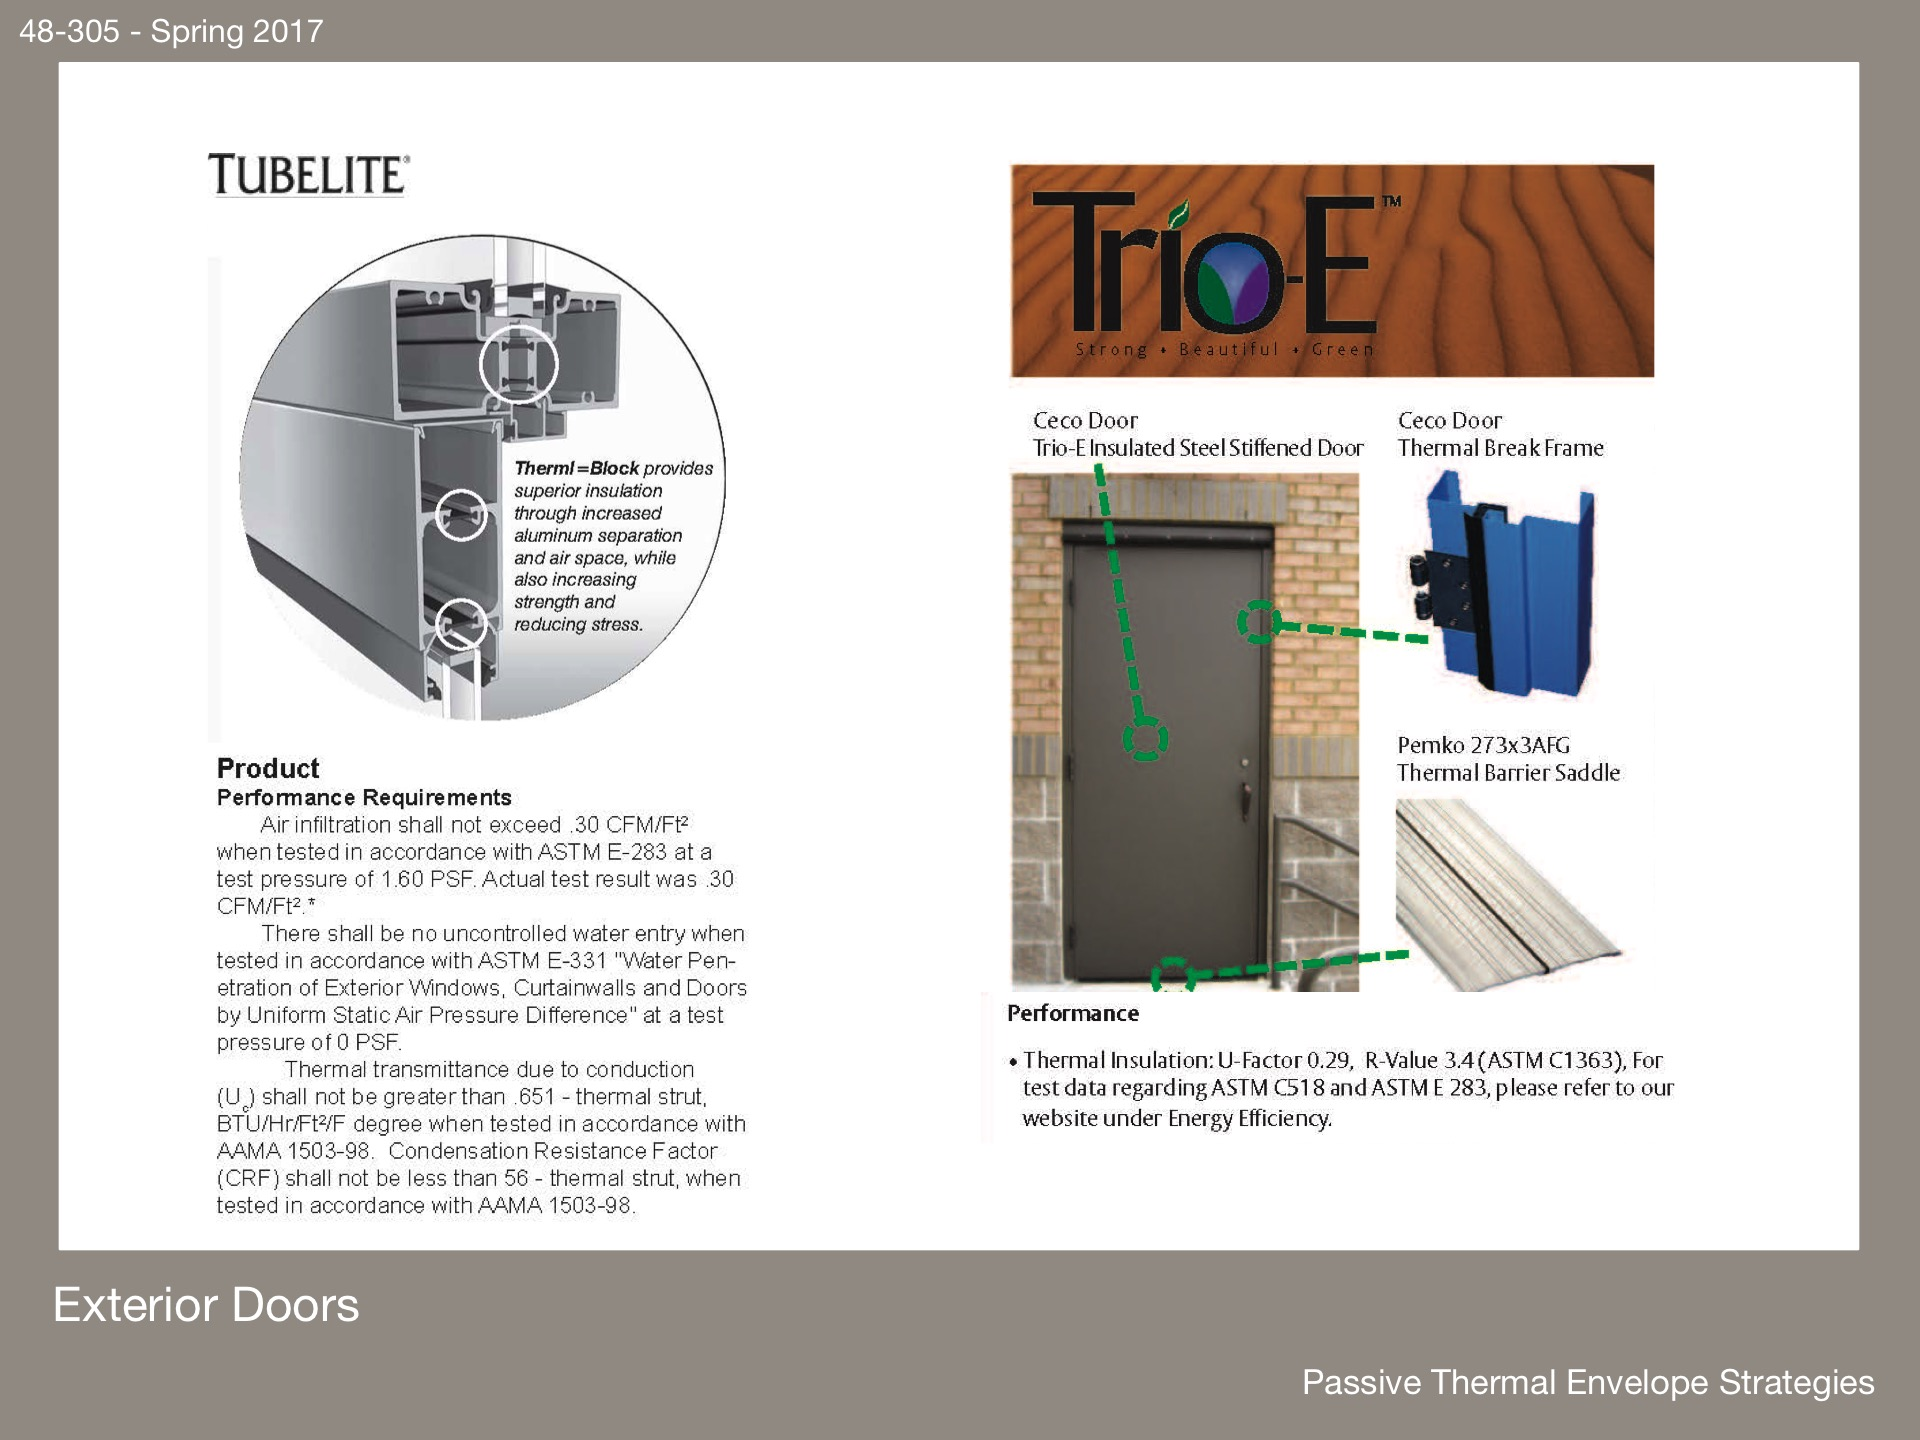 48-305 - Spring 2017
TUBELITE®
Therml=Block provides
superior insulation
through increased
aluminum separation
and air space, while
also increasing
strength and
reducing stress.
Product
Performance Requirements
Air infiltration shall not exceed .30 CFM/Ft²
when tested in accordance with ASTM E-283 at a
test pressure of 1.60 PSF. Actual test result was .30
CFM/Ft².*
There shall be no uncontrolled water entry when
tested in accordance with ASTM E-331 "Water Pen-
etration of Exterior Windows, Curtainwalls and Doors
by Uniform Static Air Pressure Difference" at a test
pressure of 0 PSF.
Thermal transmittance due to conduction
(Uc) shall not be greater than .651 - thermal strut,
BTU/Hr/Ft²/F degree when tested in accordance with
AAMA 1503-98. Condensation Resistance Factor
(CRF) shall not be less than 56 - thermal strut, when
tested in accordance with AAMA 1503-98.
Trio-E™
Strong • Beautiful • Green
Ceco Door
Trio-E Insulated Steel Stiffened Door
Ceco Door
Thermal Break Frame
Pemko 273x3AFG
Thermal Barrier Saddle
Performance
• Thermal Insulation: U-Factor 0.29, R-Value 3.4 (ASTM C1363), For
test data regarding ASTM C518 and ASTM E 283, please refer to our
website under Energy Efficiency.
Exterior Doors
Passive Thermal Envelope Strategies